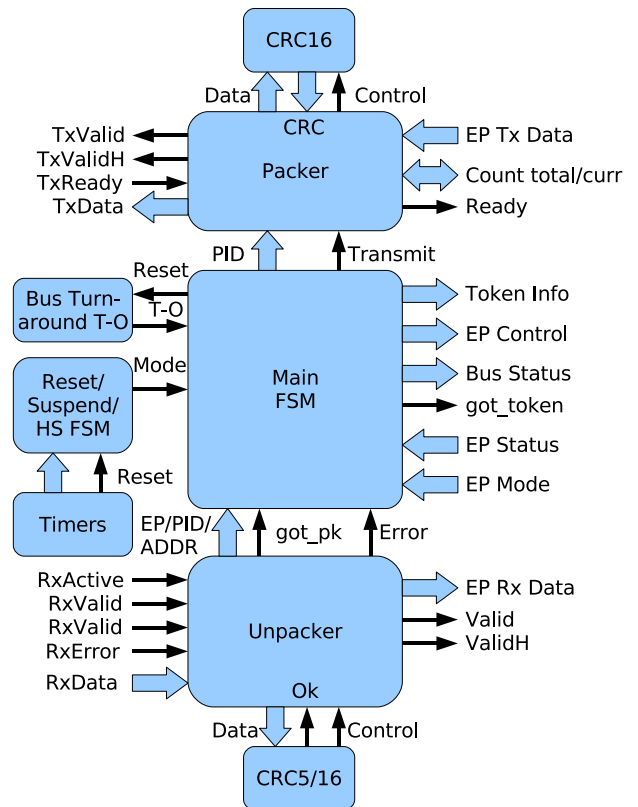 CRC16
Data
Control
TxValid
CRC
EP Tx Data
TxValidH
Packer
Count total/curr
TxReady
TxData
Ready
PID
Transmit
Reset
Bus Turn-
around T-O
T-O
Token Info
EP Control
Mode
Bus Status
Reset/
Suspend/
HS FSM
Main
FSM
got_token
EP Status
Reset
EP Mode
Timers
EP/PID/
ADDR
got_pk
Error
RxActive
EP Rx Data
RxValid
RxValid
Unpacker
Valid
RxError
ValidH
RxData
Ok
Data
Control
CRC5/16